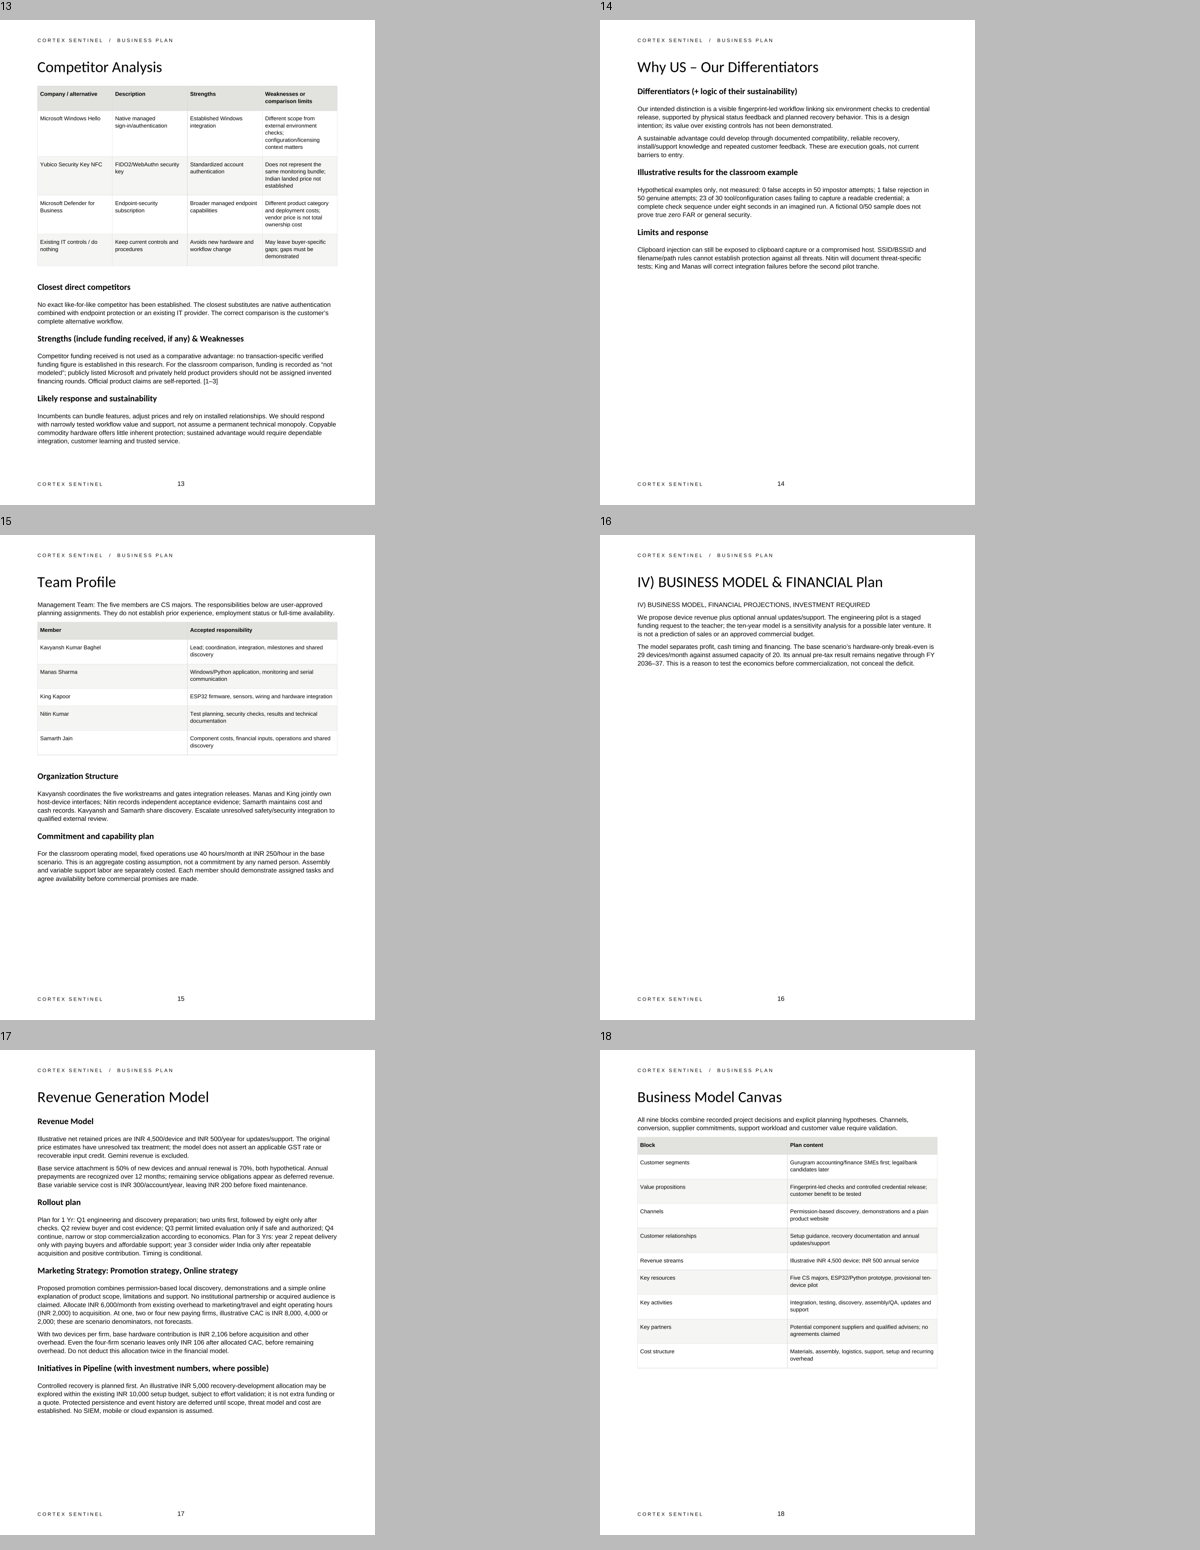 13
CORTEX SENTINEL / BUSINESS PLAN
Competitor Analysis
Company / alternative
Description
Strengths
Weaknesses or
comparison limits
Microsoft Windows Hello
Native managed
sign-in/authentication
Established Windows
integration
Different scope from
external environment
checks;
configuration/licensing
context matters
Yubico Security Key NFC
FIDO2/WebAuthn security
key
Standardized account
authentication
Does not represent the
same monitoring bundle;
Indian landed price not
established
Microsoft Defender for
Business
Endpoint-security
subscription
Broader managed endpoint
capabilities
Different product category
and deployment costs;
vendor price is not total
ownership cost
Existing IT controls / do
nothing
Keep current controls and
procedures
Avoids new hardware and
workflow change
May leave buyer-specific
gaps; gaps must be
demonstrated
Closest direct competitors
No exact like-for-like competitor has been established. The closest substitutes are native authentication
combined with endpoint protection or an existing IT provider. The correct comparison is the customer's
complete alternative workflow.
Strengths (include funding received, if any) & Weaknesses
Competitor funding received is not used as a comparative advantage: no transaction-specific verified
funding figure is established in this research. For the classroom comparison, funding is recorded as “not
modeled”; publicly listed Microsoft and privately held product providers should not be assigned invented
financing rounds. Official product claims are self-reported. [1–3]
Likely response and sustainability
Incumbents can bundle features, adjust prices and rely on installed relationships. We should respond
with narrowly tested workflow value and support, not assume a permanent technical monopoly. Copyable
commodity hardware offers little inherent protection; sustained advantage would require dependable
integration, customer learning and trusted service.
CORTEX SENTINEL
13
14
CORTEX SENTINEL / BUSINESS PLAN
Why US – Our Differentiators
Differentiators (+ logic of their sustainability)
Our intended distinction is a visible fingerprint-led workflow linking six environment checks to credential
release, supported by physical status feedback and planned recovery behavior. This is a design
intention; its value over existing controls has not been demonstrated.
A sustainable advantage could develop through documented compatibility, reliable recovery,
install/support knowledge and repeated customer feedback. These are execution goals, not current
barriers to entry.
Illustrative results for the classroom example
Hypothetical examples only, not measured: 0 false accepts in 50 impostor attempts; 1 false rejection in
50 genuine attempts; 23 of 30 tool/configuration cases failing to capture a readable credential; a
complete check sequence under eight seconds in an imagined run. A fictional 0/50 sample does not
prove true zero FAR or general security.
Limits and response
Clipboard injection can still be exposed to clipboard capture or a compromised host. SSID/BSSID and
filename/path rules cannot establish protection against all threats. Nitin will document threat-specific
tests; King and Manas will correct integration failures before the second pilot tranche.
CORTEX SENTINEL
14
15
CORTEX SENTINEL / BUSINESS PLAN
Team Profile
Management Team: The five members are CS majors. The responsibilities below are user-approved
planning assignments. They do not establish prior experience, employment status or full-time availability.
Member
Accepted responsibility
Kavyansh Kumar Baghel
Lead; coordination, integration, milestones and shared
discovery
Manas Sharma
Windows/Python application, monitoring and serial
communication
King Kapoor
ESP32 firmware, sensors, wiring and hardware integration
Nitin Kumar
Test planning, security checks, results and technical
documentation
Samarth Jain
Component costs, financial inputs, operations and shared
discovery
Organization Structure
Kavyansh coordinates the five workstreams and gates integration releases. Manas and King jointly own
host-device interfaces; Nitin records independent acceptance evidence; Samarth maintains cost and
cash records. Kavyansh and Samarth share discovery. Escalate unresolved safety/security integration to
qualified external review.
Commitment and capability plan
For the classroom operating model, fixed operations use 40 hours/month at INR 250/hour in the base
scenario. This is an aggregate costing assumption, not a commitment by any named person. Assembly
and variable support labor are separately costed. Each member should demonstrate assigned tasks and
agree availability before commercial promises are made.
CORTEX SENTINEL
15
16
CORTEX SENTINEL / BUSINESS PLAN
IV) BUSINESS MODEL & FINANCIAL Plan
IV) BUSINESS MODEL, FINANCIAL PROJECTIONS, INVESTMENT REQUIRED
We propose device revenue plus optional annual updates/support. The engineering pilot is a staged
funding request to the teacher; the ten-year model is a sensitivity analysis for a possible later venture. It
is not a prediction of sales or an approved commercial budget.
The model separates profit, cash timing and financing. The base scenario's hardware-only break-even is
29 devices/month against assumed capacity of 20. Its annual pre-tax result remains negative through FY
2036–37. This is a reason to test the economics before commercialization, not conceal the deficit.
CORTEX SENTINEL
16
17
CORTEX SENTINEL / BUSINESS PLAN
Revenue Generation Model
Revenue Model
Illustrative net retained prices are INR 4,500/device and INR 500/year for updates/support. The original
price estimates have unresolved tax treatment; the model does not assert an applicable GST rate or
recoverable input credit. Gemini revenue is excluded.
Base service attachment is 50% of new devices and annual renewal is 70%, both hypothetical. Annual
prepayments are recognized over 12 months; remaining service obligations appear as deferred revenue.
Base variable service cost is INR 300/account/year, leaving INR 200 before fixed maintenance.
Rollout plan
Plan for 1 Yr: Q1 engineering and discovery preparation; two units first, followed by eight only after
checks. Q2 review buyer and cost evidence; Q3 permit limited evaluation only if safe and authorized; Q4
continue, narrow or stop commercialization according to economics. Plan for 3 Yrs: year 2 repeat delivery
only with paying buyers and affordable support; year 3 consider wider India only after repeatable
acquisition and positive contribution. Timing is conditional.
Marketing Strategy: Promotion strategy, Online strategy
Proposed promotion combines permission-based local discovery, demonstrations and a simple online
explanation of product scope, limitations and support. No institutional partnership or acquired audience is
claimed. Allocate INR 6,000/month from existing overhead to marketing/travel and eight operating hours
(INR 2,000) to acquisition. At one, two or four new paying firms, illustrative CAC is INR 8,000, 4,000 or
2,000; these are scenario denominators, not forecasts.
With two devices per firm, base hardware contribution is INR 2,106 before acquisition and other
overhead. Even the four-firm scenario leaves only INR 106 after allocated CAC, before remaining
overhead. Do not deduct this allocation twice in the financial model.
Initiatives in Pipeline (with investment numbers, where possible)
Controlled recovery is planned first. An illustrative INR 5,000 recovery-development allocation may be
explored within the existing INR 10,000 setup budget, subject to effort validation; it is not extra funding or
a quote. Protected persistence and event history are deferred until scope, threat model and cost are
established. No SIEM, mobile or cloud expansion is assumed.
CORTEX SENTINEL
17
18
CORTEX SENTINEL / BUSINESS PLAN
Business Model Canvas
All nine blocks combine recorded project decisions and explicit planning hypotheses. Channels,
conversion, supplier commitments, support workload and customer value require validation.
Block
Plan content
Customer segments
Gurugram accounting/finance SMEs first; legal/bank
candidates later
Value propositions
Fingerprint-led checks and controlled credential release;
customer benefit to be tested
Channels
Permission-based discovery, demonstrations and a plain
product website
Customer relationships
Setup guidance, recovery documentation and annual
updates/support
Revenue streams
Illustrative INR 4,500 device; INR 500 annual service
Key resources
Five CS majors, ESP32/Python prototype, provisional ten-
device pilot
Key activities
Integration, testing, discovery, assembly/QA, updates and
support
Key partners
Potential component suppliers and qualified advisers; no
agreements claimed
Cost structure
Materials, assembly, logistics, support, setup and recurring
overhead
CORTEX SENTINEL
18